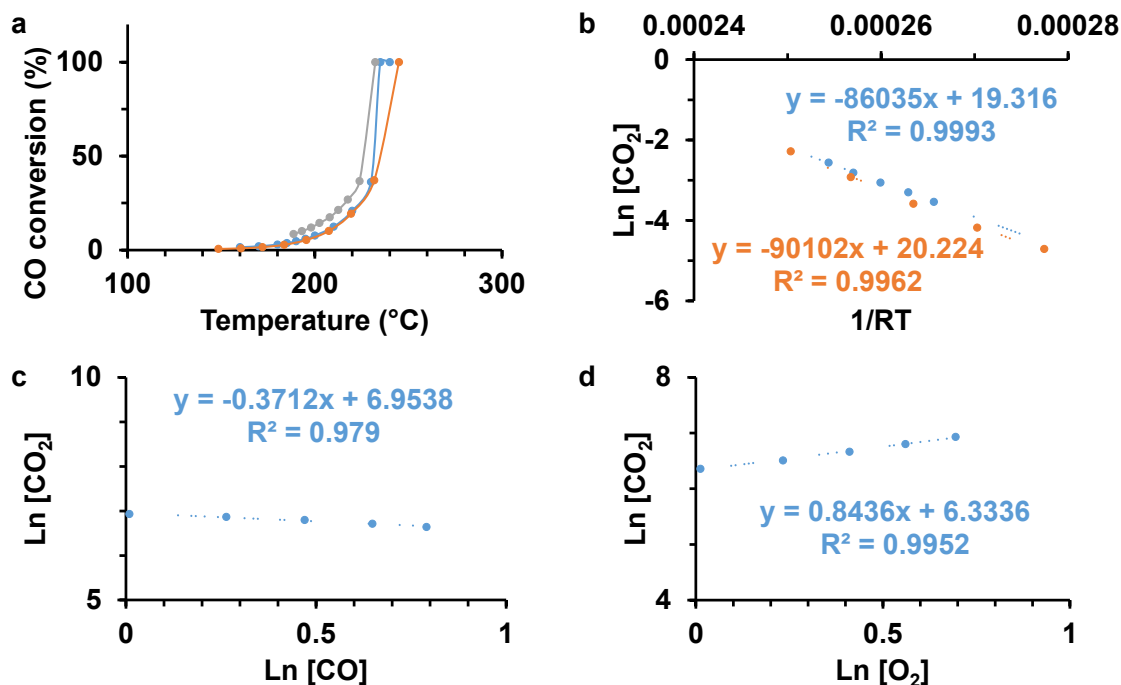 a
CO conversion (%)
100
50
0
100
200
300
Temperature (°C)
b
0.00024
0.00026
0.00028
0
-2
-4
-6
Ln [CO₂]
y = -86035x + 19.316
R² = 0.9993
y = -90102x + 20.224
R² = 0.9962
1/RT
c
10
5
Ln [CO₂]
y = -0.3712x + 6.9538
R² = 0.979
0
0.5
1
Ln [CO]
d
8
4
Ln [CO₂]
y = 0.8436x + 6.3336
R² = 0.9952
0
0.5
1
Ln [O₂]